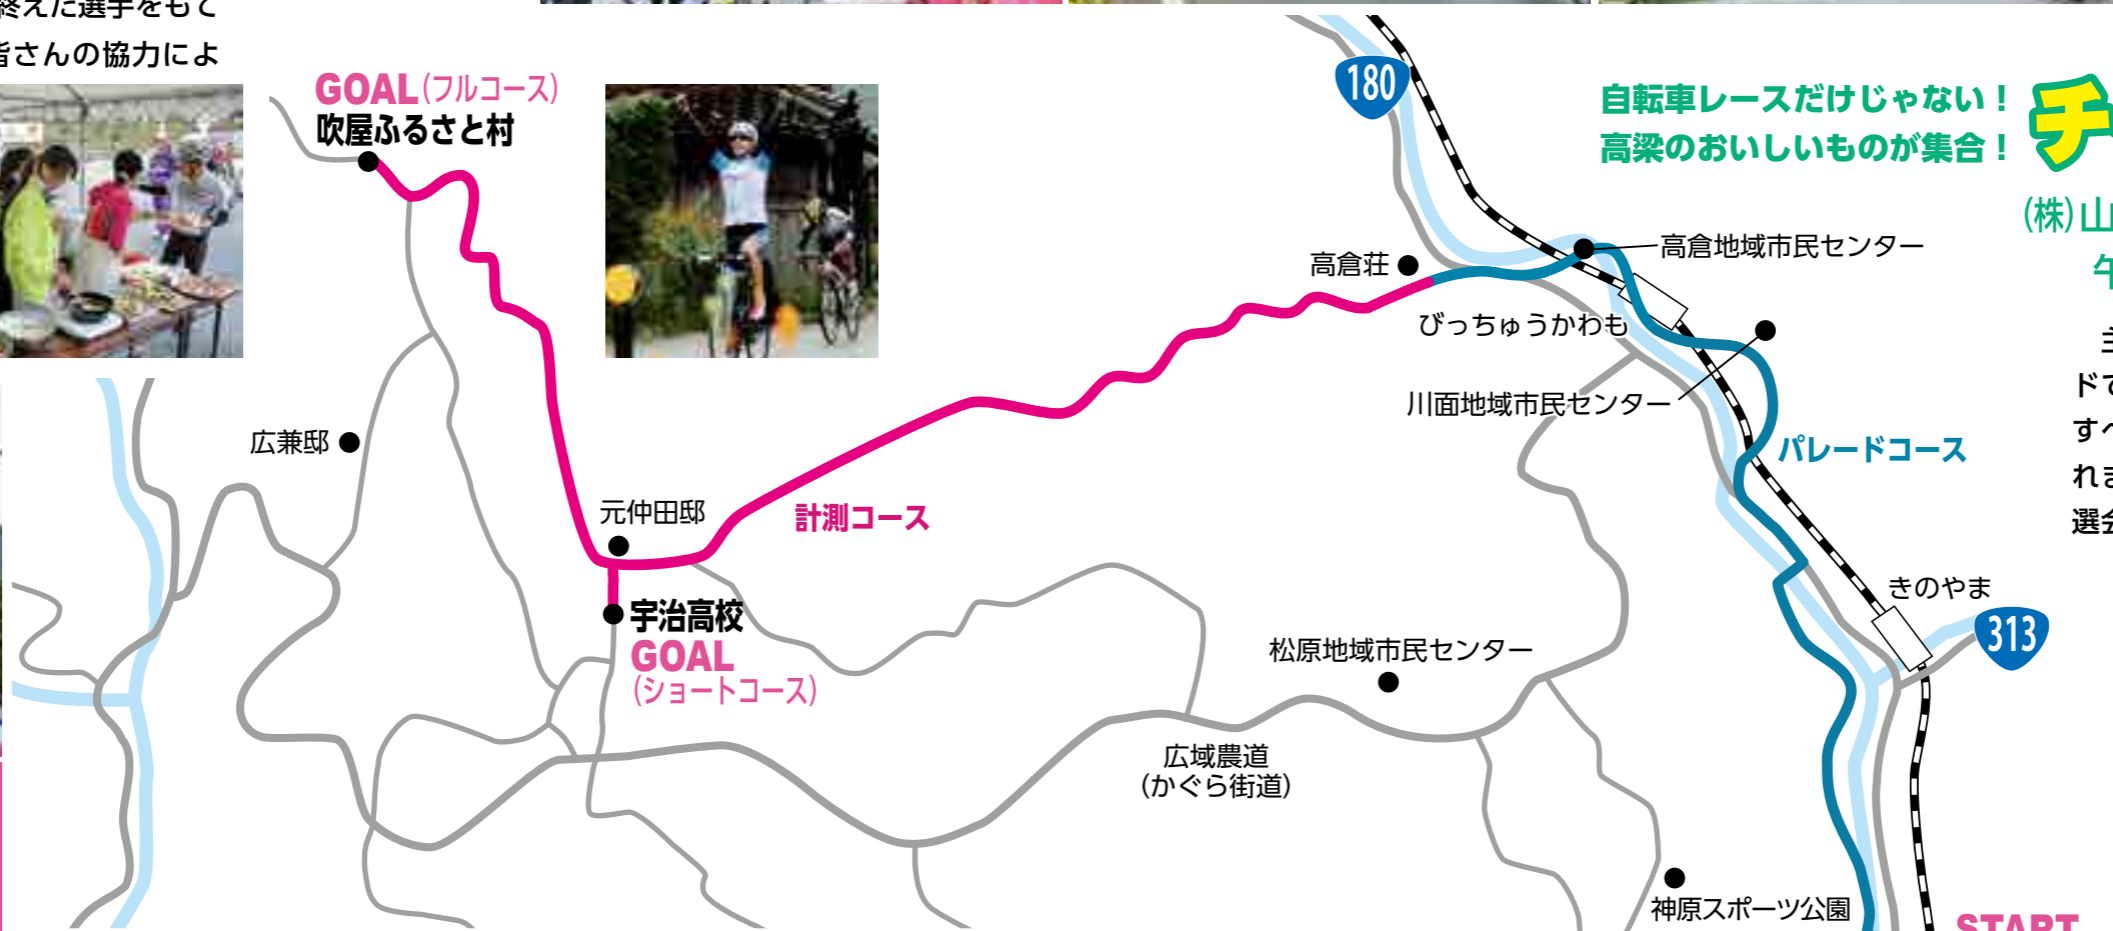 終えた選手をもて
皆さんの協力によ
GOAL(フルコース)
吹屋ふるさと村
180
自転車レースだけじゃない！
高梁のおいしいものが集合！
チ
(株)山
午
高倉地域市民センター
高倉荘
びっちゅうかわも
主
ドで
川面地域市民センター
すべ
パレードコース
広兼邸
れま
元仲田邸
計測コース
選会
きのやま
宇治高校
GOAL
(ショートコース)
313
松原地域市民センター
広域農道
(かぐら街道)
神原スポーツ公園
START